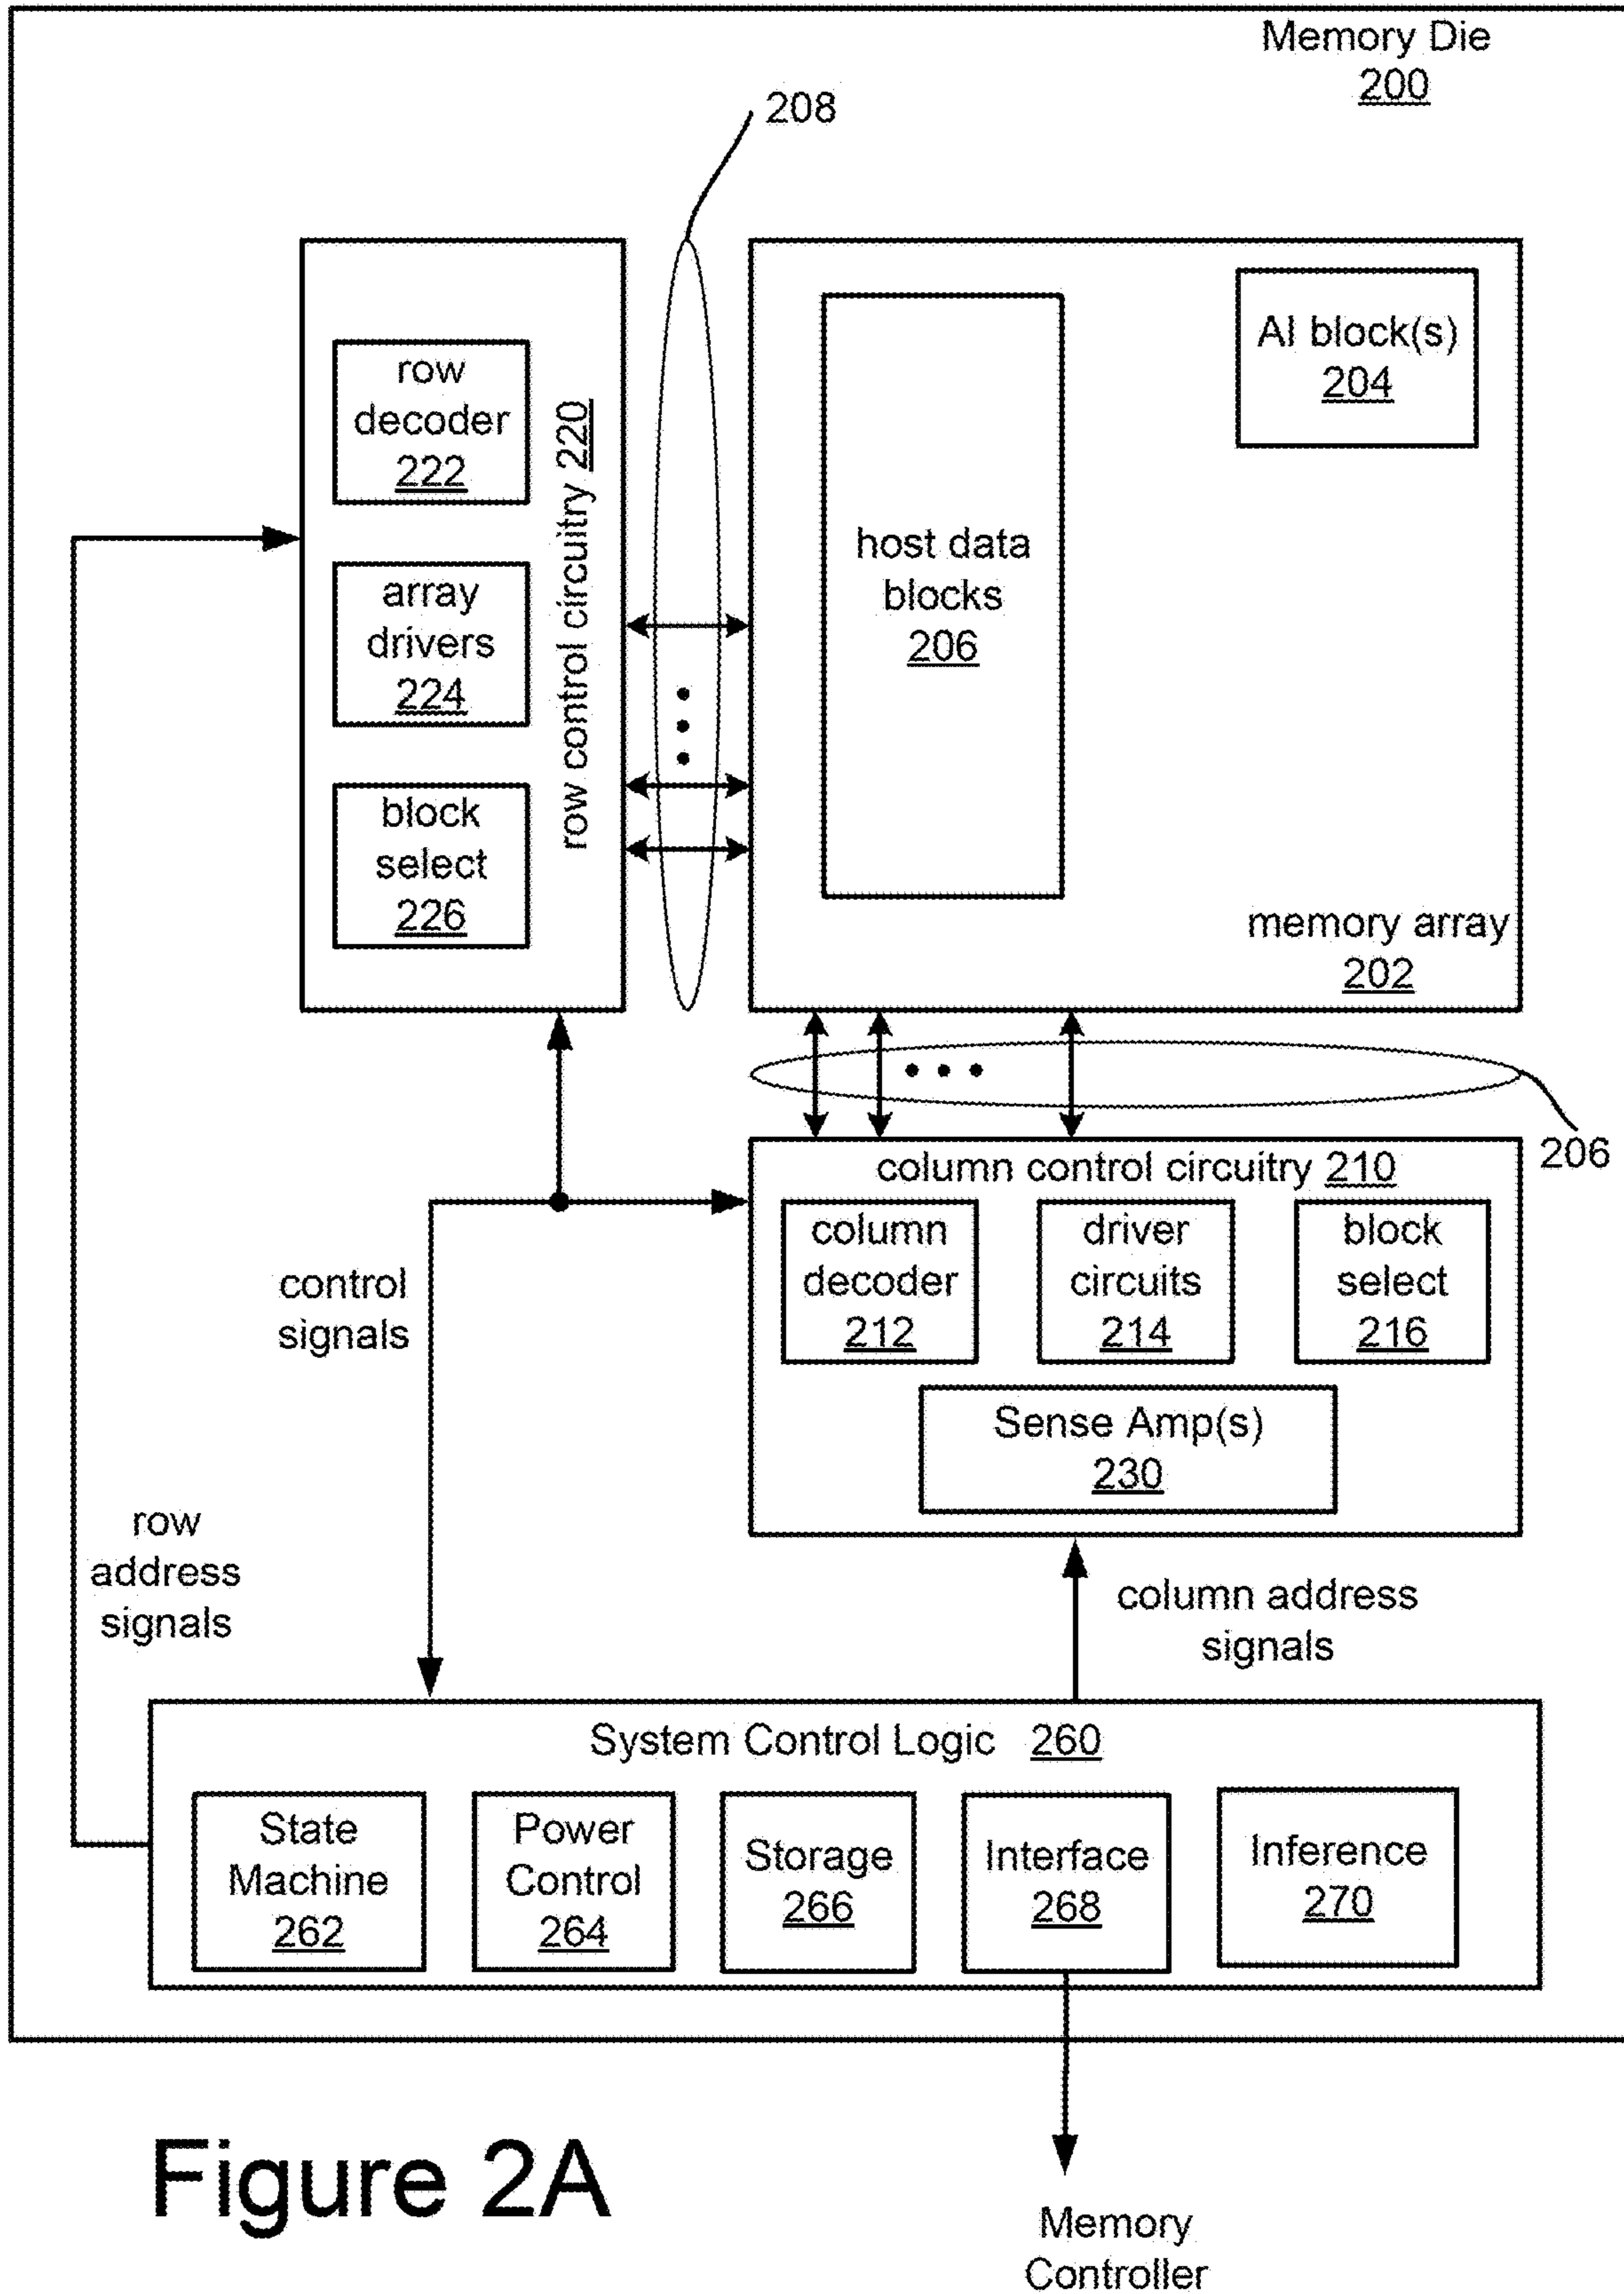 Memory Die
200
208
row
decoder
222
array
drivers
224
block
select
226
row control circuitry 220
AI block(s)
204
host data
blocks
206
memory array
202
206
column control circuitry 210
column
decoder
212
driver
circuits
214
block
select
216
Sense Amp(s)
230
control
signals
row
address
signals
column address
signals
System Control Logic 260
State
Machine
262
Power
Control
264
Storage
266
Interface
268
Inference
270
Figure 2A
Memory
Controller